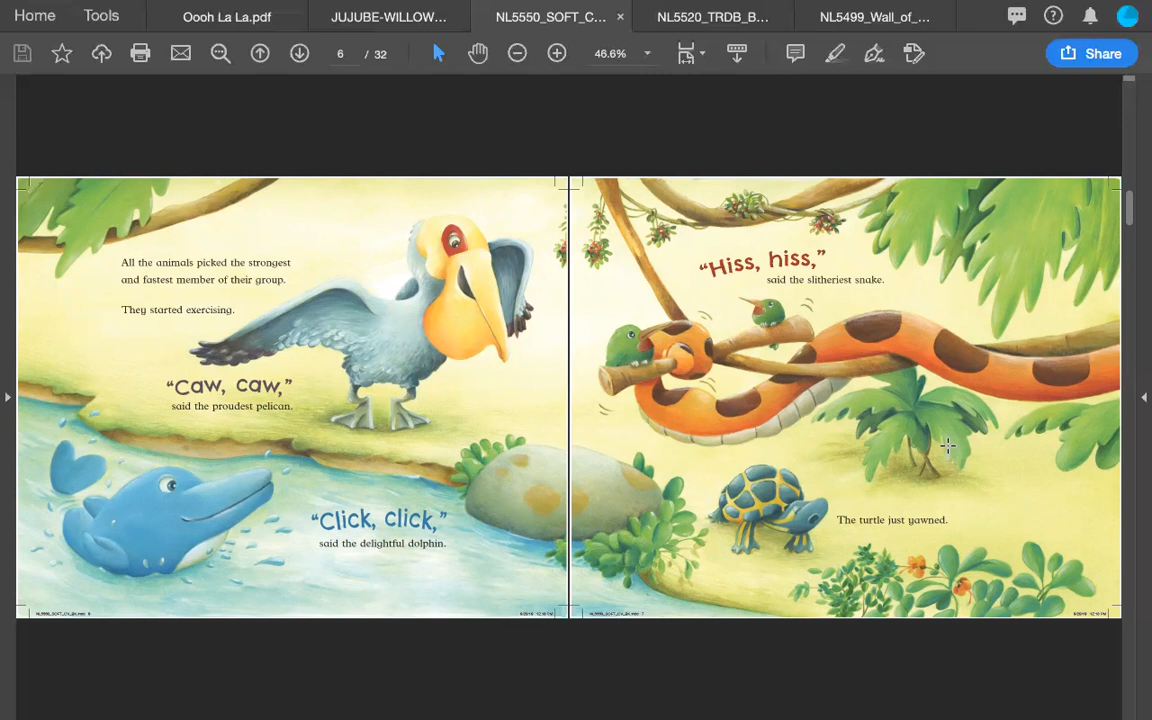 Home
Tools
Oooh La La.pdf
JUJUBE-WILLOW...
NL5550_SOFT_C...
×
NL5520_TRDB_B...
NL5499_Wall_of_...
6 / 32
46.6%
Share
All the animals picked the strongest
and fastest member of their group.
They started exercising.
“Caw, caw,”
said the proudest pelican.
“Click, click,”
said the delightful dolphin.
“Hiss, hiss,”
said the slitheriest snake.
The turtle just yawned.